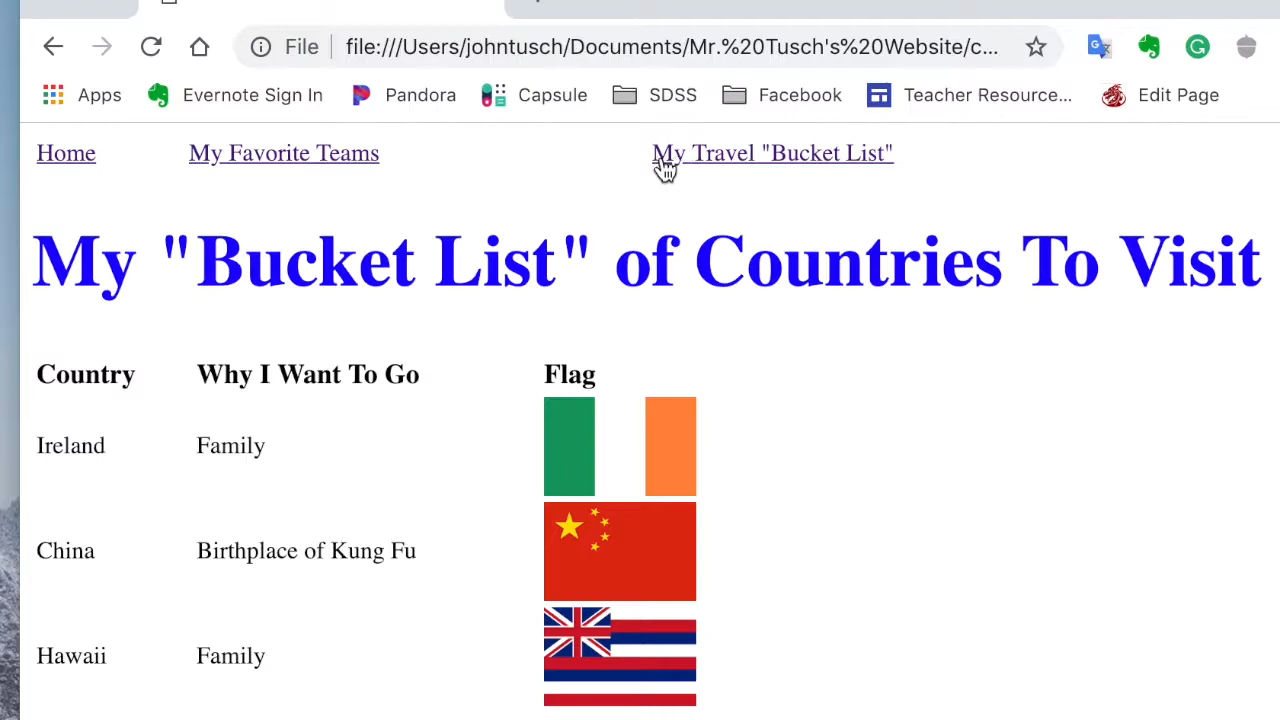 File file:///Users/johntusch/Documents/Mr.%20Tusch's%20Website/c...
Apps Evernote Sign In Pandora Capsule SDSS Facebook Teacher Resource... Edit Page
Home My Favorite Teams My Travel "Bucket List"
My "Bucket List" of Countries To Visit
Country Why I Want To Go Flag
Ireland Family
China Birthplace of Kung Fu
Hawaii Family